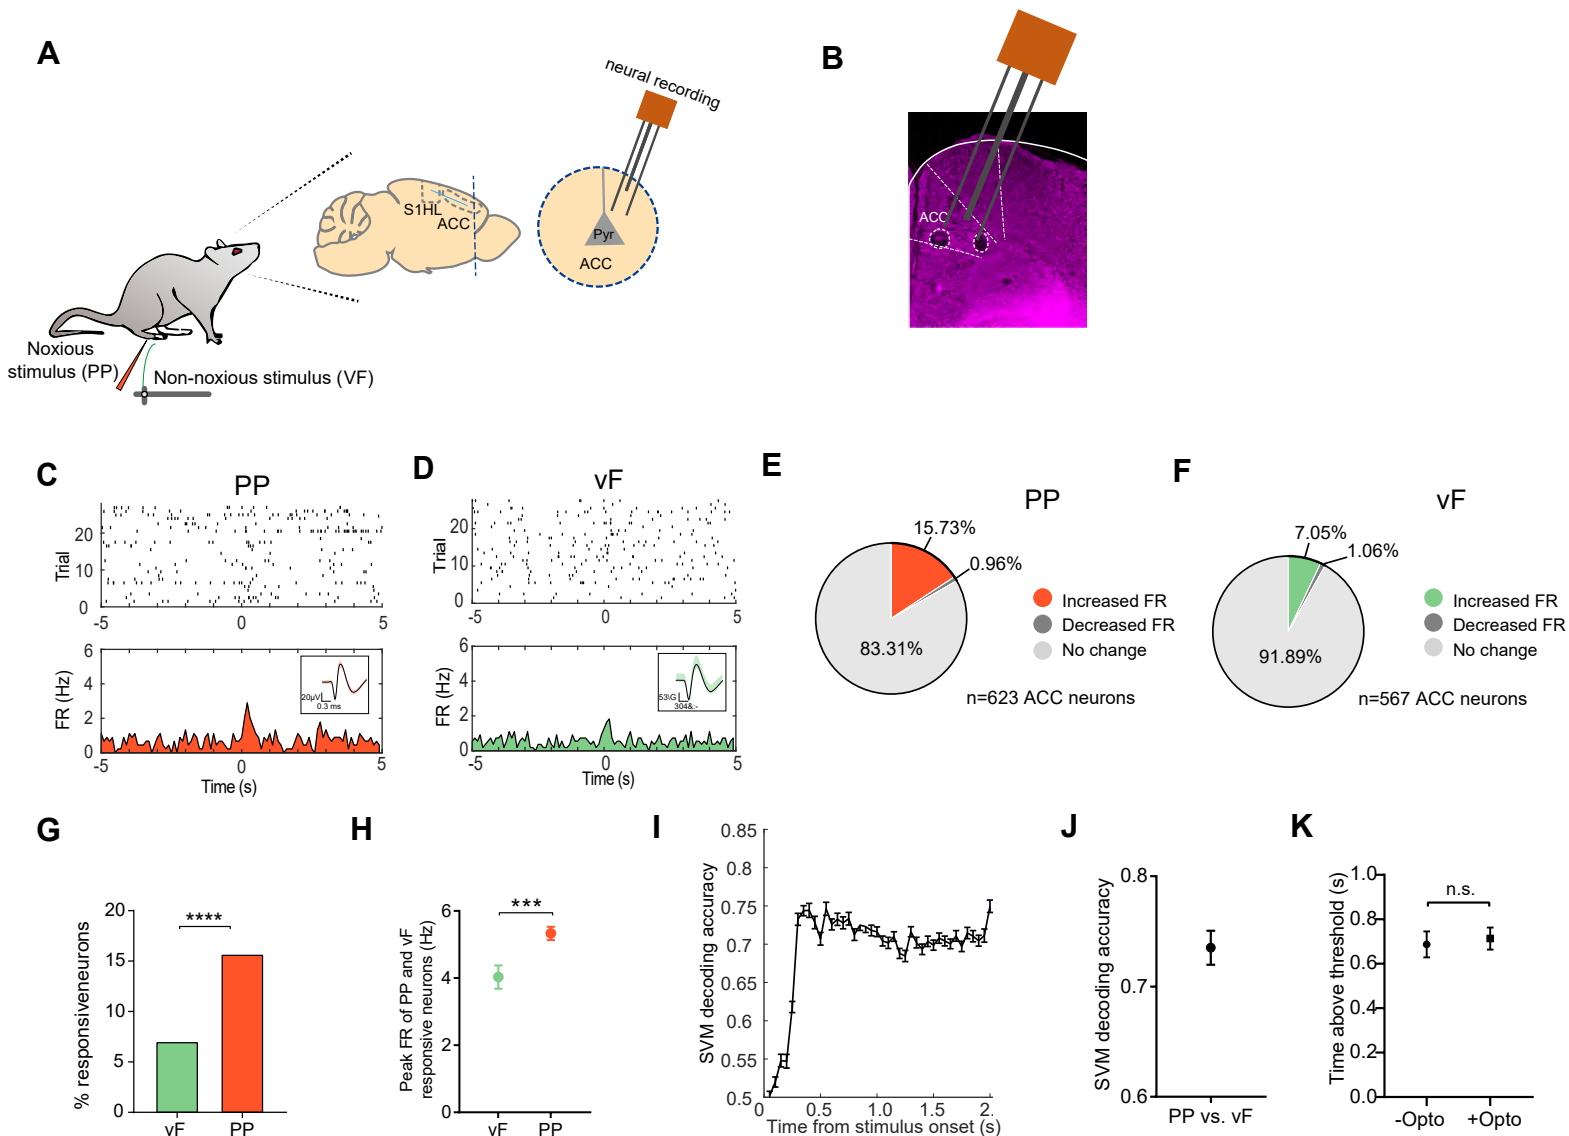 A
neural recording
S1HL
ACC
Pyr
ACC
Noxious
stimulus (PP)
Non-noxious stimulus (VF)
B
ACC
C
PP
Trial
20
10
0
-5
0
5
FR (Hz)
6
4
2
0
20µV
0.3 ms
-5
0
5
Time (s)
D
vF
Trial
20
10
0
-5
0
5
FR (Hz)
6
4
2
0
53\G
304&:-
-5
0
5
Time (s)
E
PP
15.73%
0.96%
83.31%
Increased FR
Decreased FR
No change
n=623 ACC neurons
F
vF
7.05%
1.06%
91.89%
Increased FR
Decreased FR
No change
n=567 ACC neurons
G
% responsiveneurons
20
15
10
5
0
****
vF
PP
H
Peak FR of PP and vF
responsive neurons (Hz)
6
4
2
0
***
vF
PP
I
SVM decoding accuracy
0.85
0.8
0.75
0.7
0.65
0.6
0.55
0.5
0
0.5
1.0
1.5
2.
Time from stimulus onset (s)
J
SVM decoding accuracy
0.8
0.7
0.6
PP vs. vF
K
Time above threshold (s)
1.0
0.8
0.6
0.4
0.2
0.0
n.s.
-Opto
+Opto